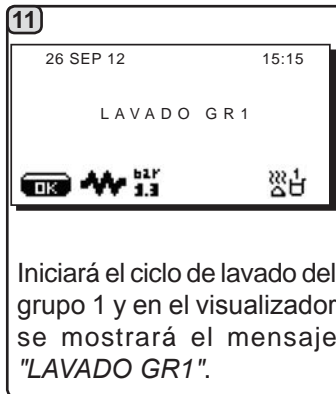 11
26 SEP 12 15:15
LAVADO GR1
OK bar
1.3 1
Iniciará el ciclo de lavado del
grupo 1 y en el visualizador
se mostrará el mensaje
"LAVADO GR1".